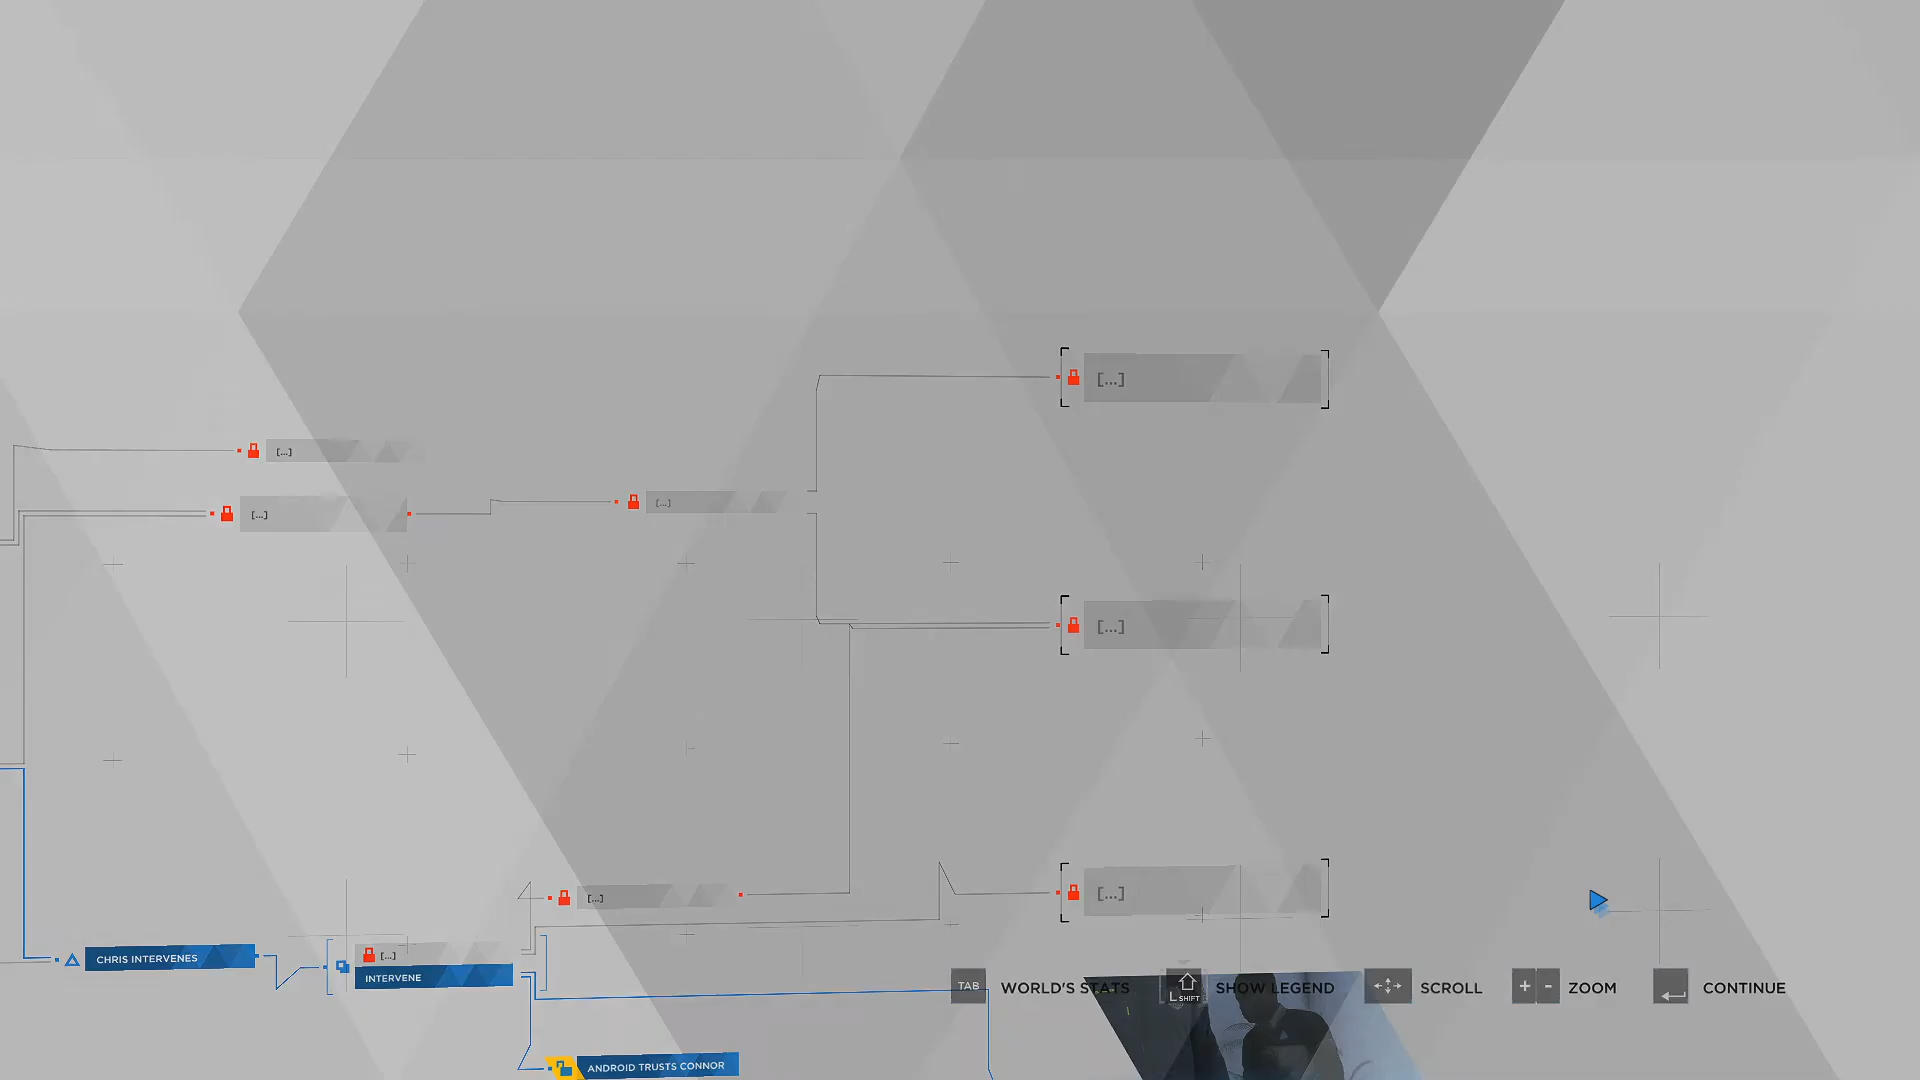 [...]
[...]
[...]
[...]
[...]
[...]
[...]
CHRIS INTERVENES
[...]
INTERVENE
TAB WORLD'S STATS L SHIFT SHOW LEGEND SCROLL + - ZOOM CONTINUE
ANDROID TRUSTS CONNOR